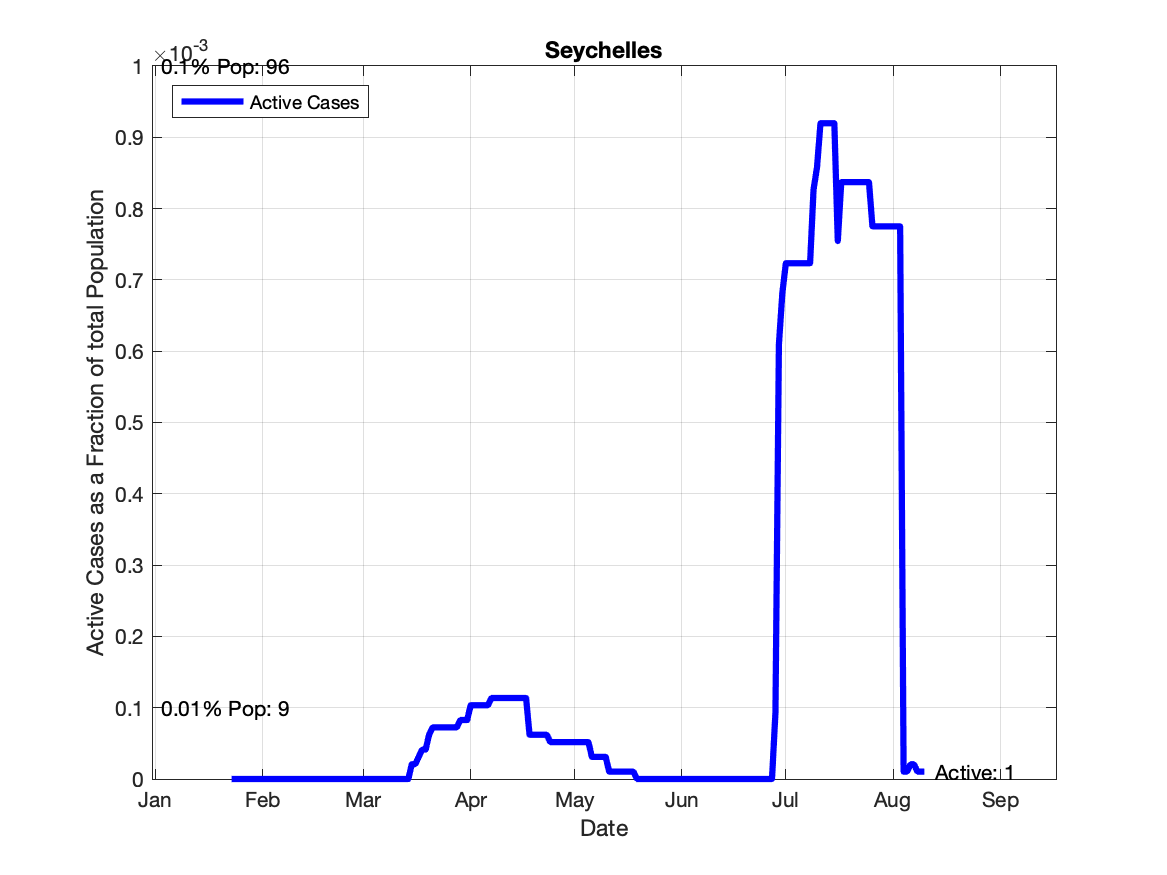 Seychelles
×10-3
0.1% Pop: 96
Active Cases
1
0.9
0.8
0.7
0.6
0.5
0.4
0.3
0.2
0.1
0
0.01% Pop: 9
Active: 1
Active Cases as a Fraction of total Population
Jan Feb Mar Apr May Jun Jul Aug Sep
Date